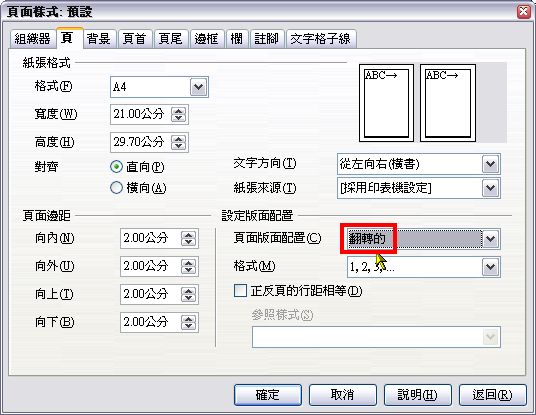 頁面樣式: 預設
組織器 頁 背景 頁首 頁尾 邊框 欄 註腳 文字格子線
紙張格式
格式(F) A4
寬度(W) 21.00公分
高度(H) 29.70公分
對齊 直向(P)
橫向(A)
ABC→ ABC→
文字方向(T) 從左向右(橫書)
紙張來源(T) [採用印表機設定]
頁面邊距
向內(N) 2.00公分
向外(U) 2.00公分
向上(T) 2.00公分
向下(B) 2.00公分
設定版面配置
頁面版面配置(C) 翻轉的
格式(M) 1, 2, 3, ...
正反頁的行距相等(D)
參照樣式(S)
確定 取消 說明(H) 返回(R)